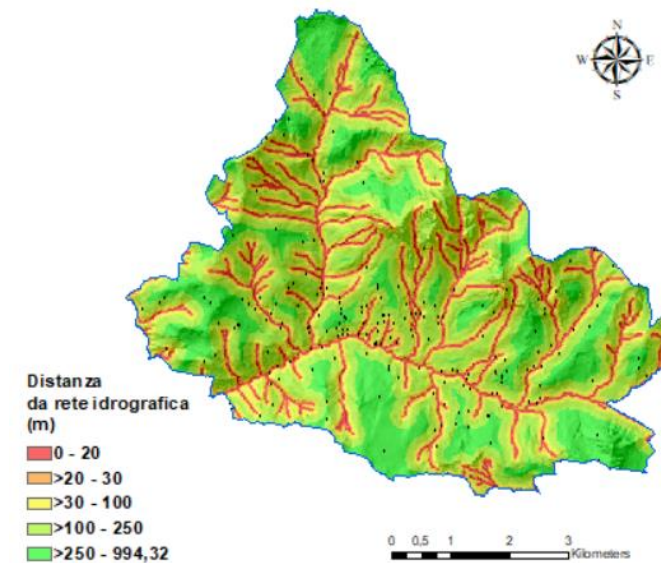 N
W E
S
Distanza
da rete idrografica
(m)
0 - 20
>20 - 30
>30 - 100
>100 - 250
>250 - 994,32
0 0,5 1 2 3
Kilometers